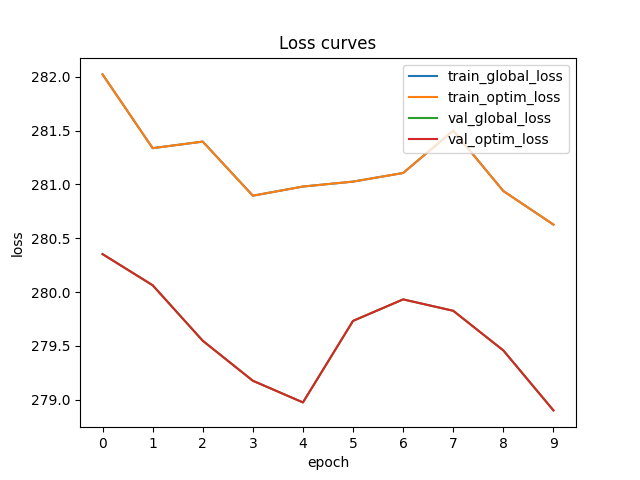 Loss curves
train_global_loss
train_optim_loss
val_global_loss
val_optim_loss
282.0
281.5
281.0
280.5
280.0
279.5
279.0
loss
0 1 2 3 4 5 6 7 8 9
epoch